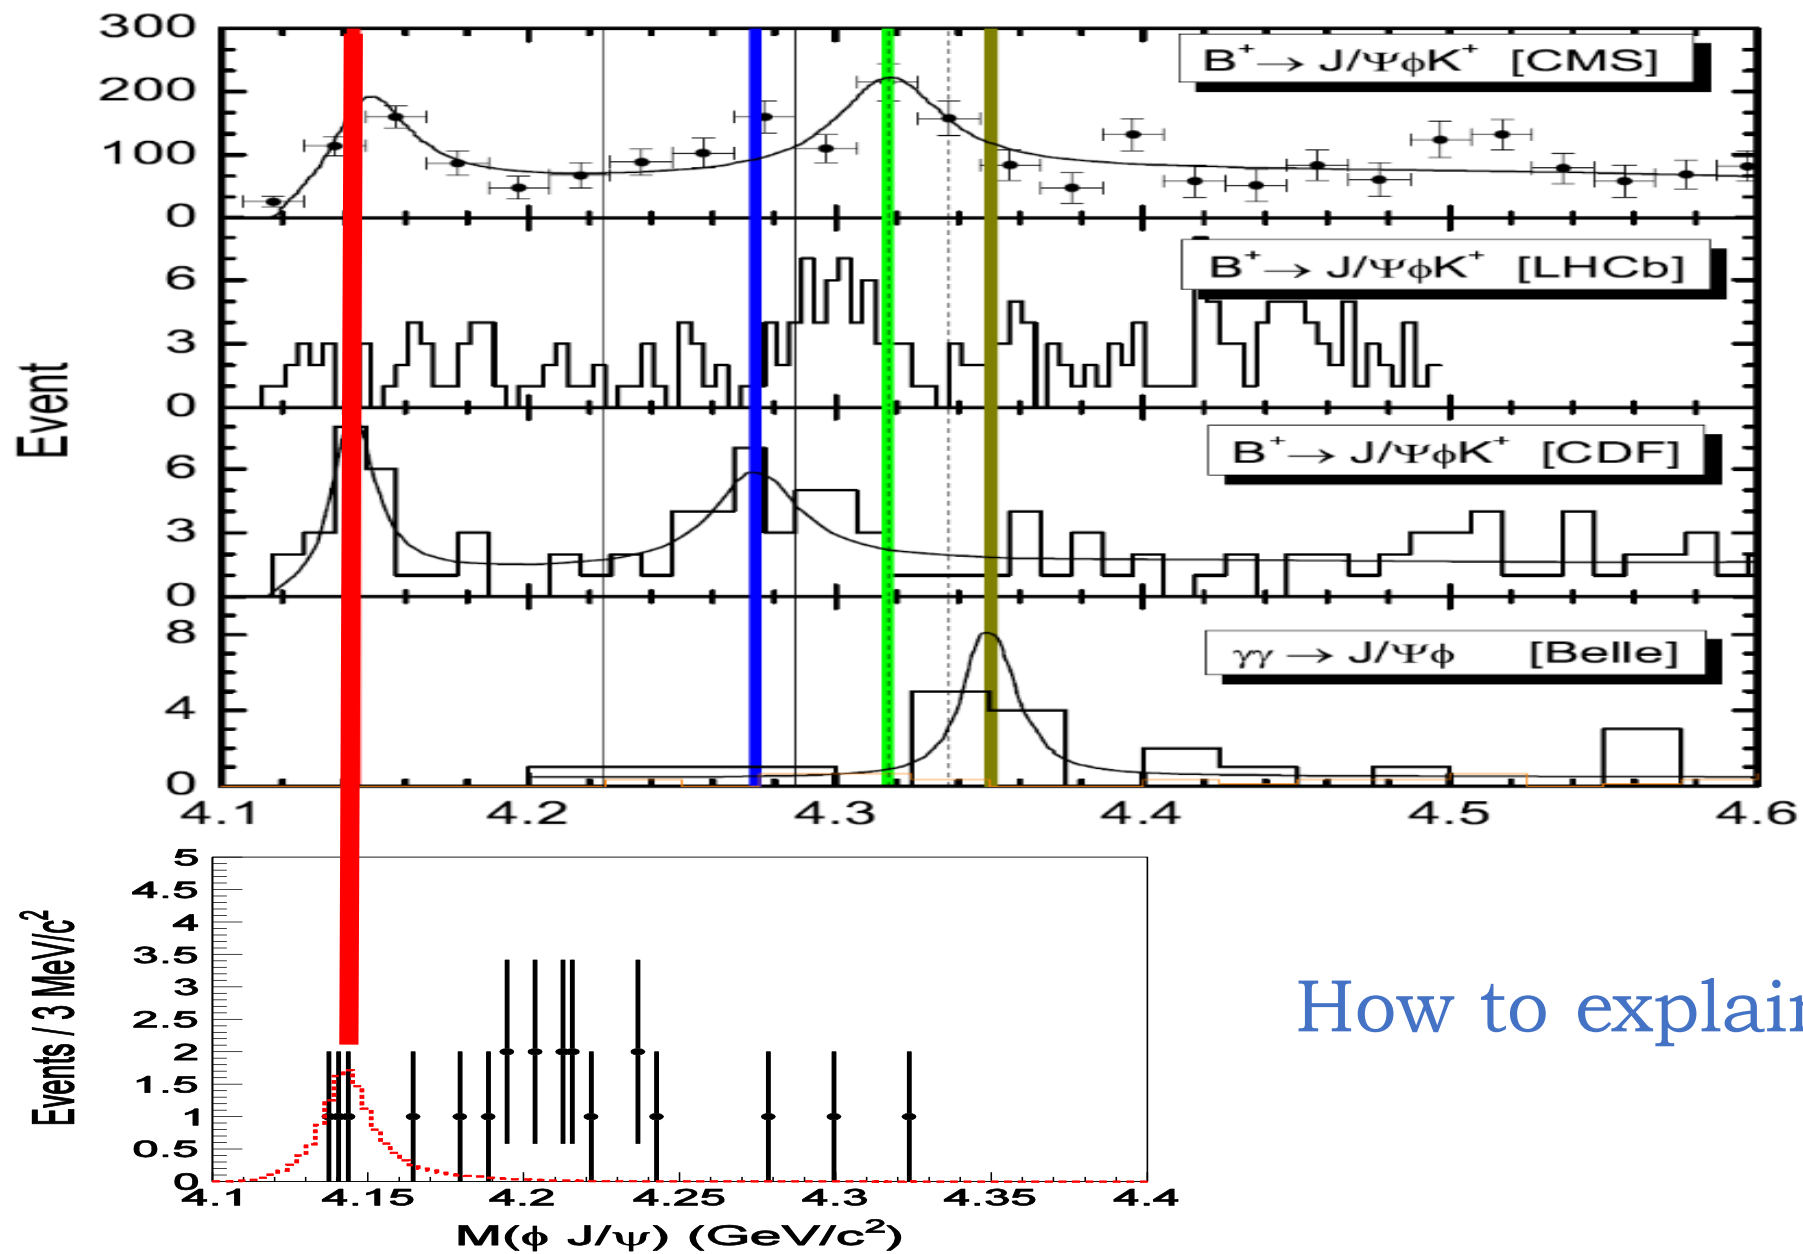 300
200
100
0
B⁺→ J/ΨϕK⁺ [CMS]
6
3
0
B⁺→ J/ΨϕK⁺ [LHCb]
Event
6
3
0
B⁺→ J/ΨϕK⁺ [CDF]
8
4
0
γγ → J/Ψϕ [Belle]
4.1 4.2 4.3 4.4 4.5 4.6
5
4.5
4
3.5
3
2.5
2
1.5
1
0.5
0
Events / 3 MeV/c²
4.1 4.15 4.2 4.25 4.3 4.35 4.4
M(ϕ J/ψ) (GeV/c²)
How to explain